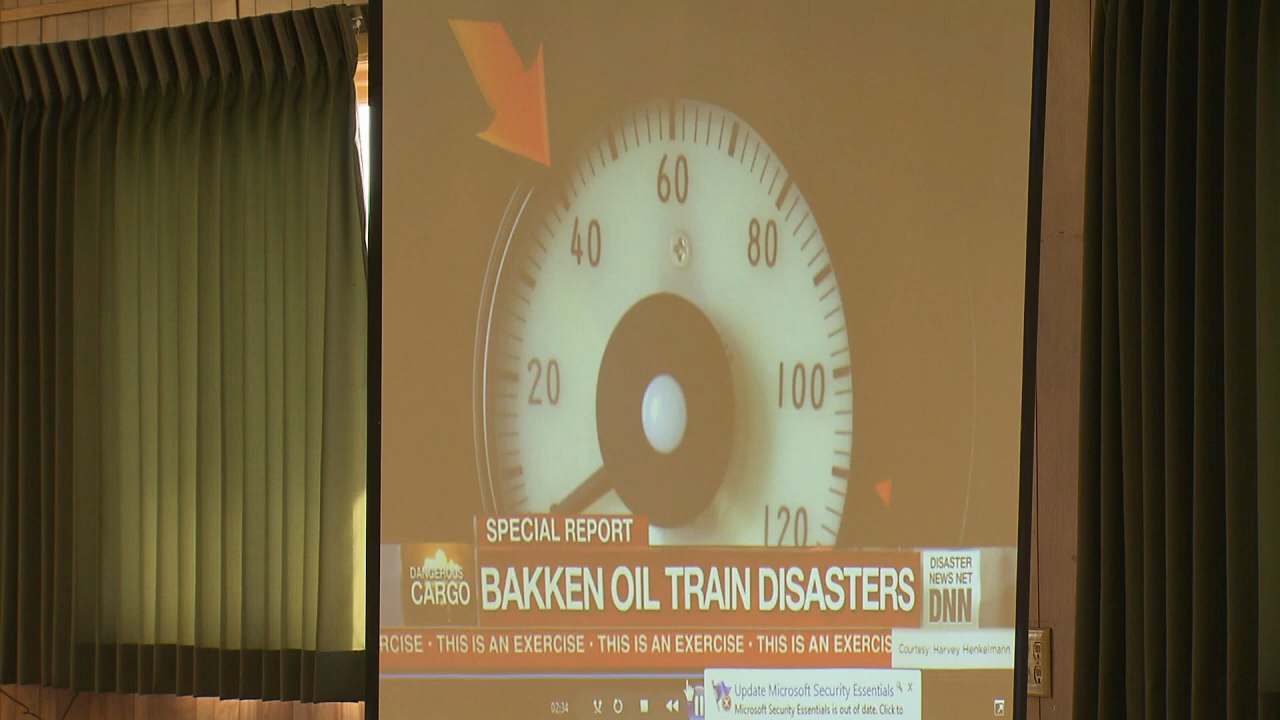 60
40
80
20
100
120
SPECIAL REPORT
DANGEROUS
CARGO
BAKKEN OIL TRAIN DISASTERS
DISASTER
NEWS NET
DNN
RCISE · THIS IS AN EXERCISE · THIS IS AN EXERCISE · THIS IS AN EXERCIS
Courtesy: Harvey Henkelmann
Update Microsoft Security Essentials
Microsoft Security Essentials is out of date. Click to
02:34